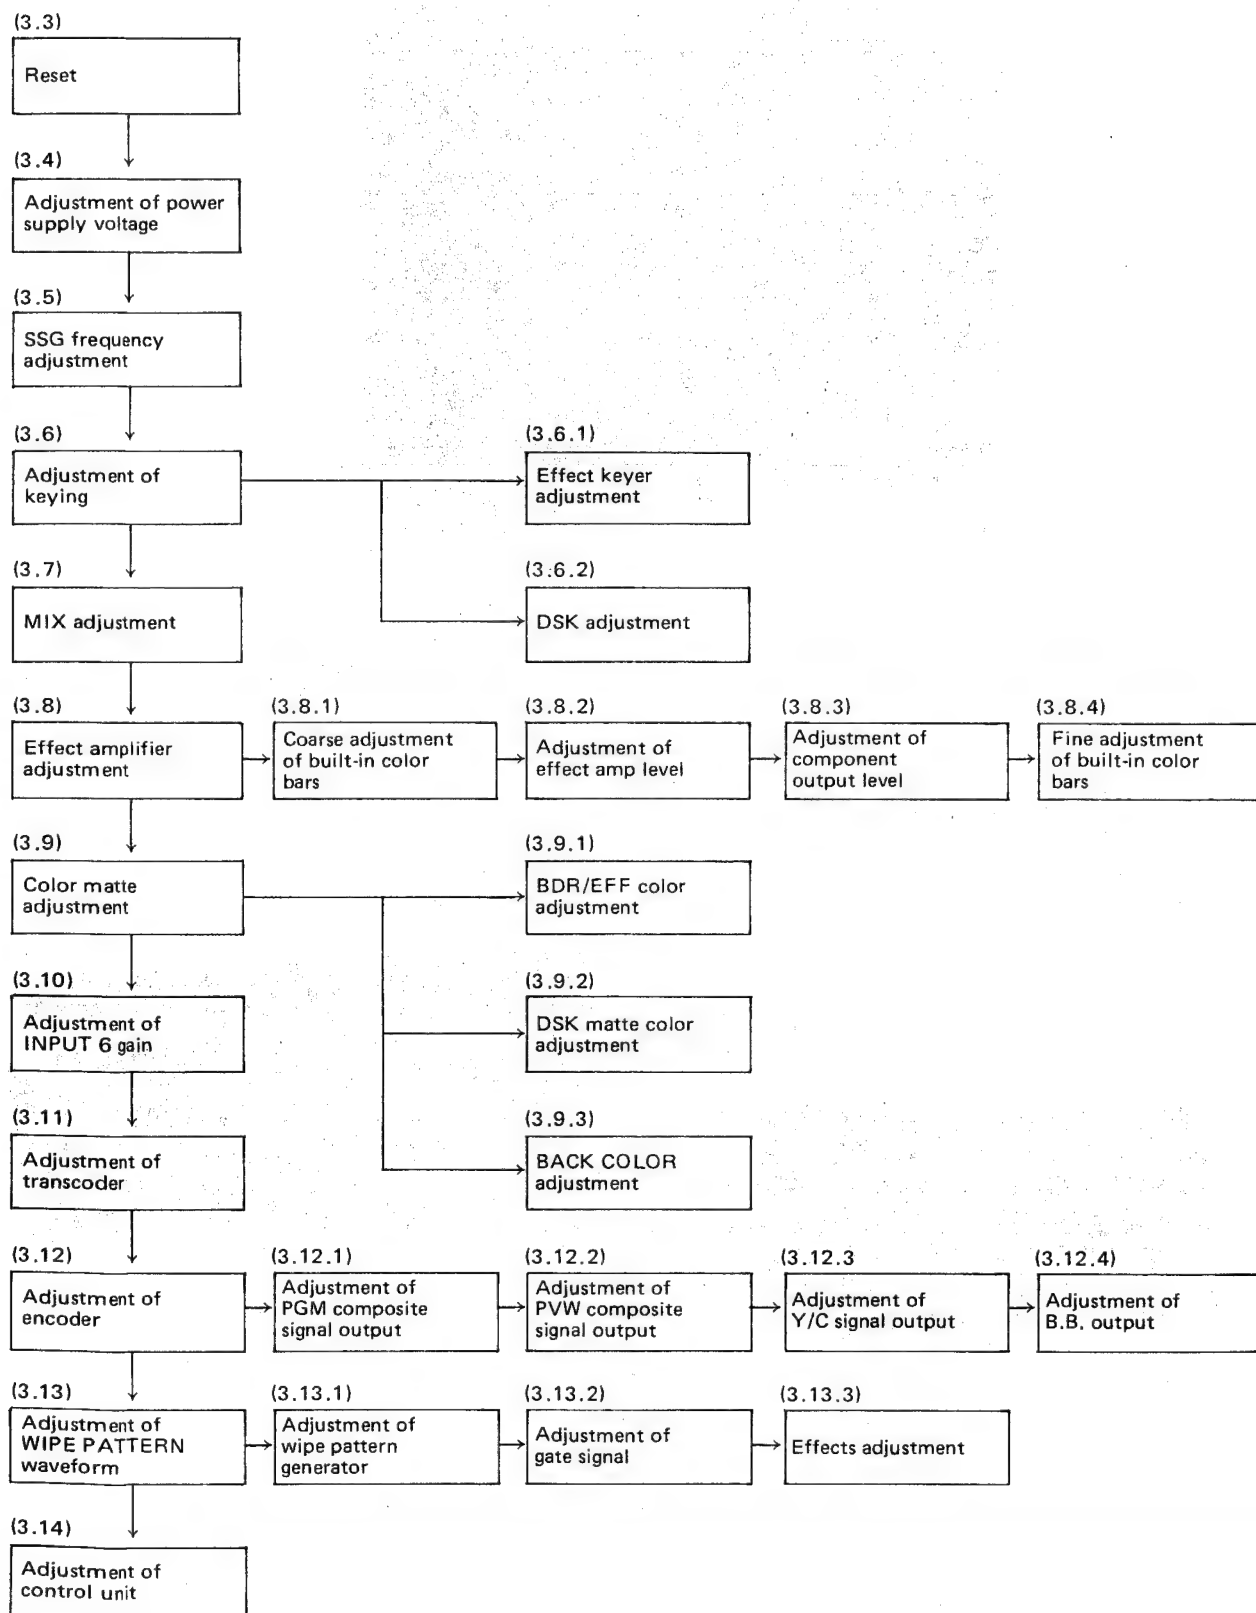 (3.3)
Reset
(3.4)
Adjustment of power
supply voltage
(3.5)
SSG frequency
adjustment
(3.6)
Adjustment of
keying
(3.6.1)
Effect keyer
adjustment
(3.7)
MIX adjustment
(3.6.2)
DSK adjustment
(3.8)
Effect amplifier
adjustment
(3.8.1)
Coarse adjustment
of built-in color
bars
(3.8.2)
Adjustment of
effect amp level
(3.8.3)
Adjustment of
component
output level
(3.8.4)
Fine adjustment
of built-in color
bars
(3.9)
Color matte
adjustment
(3.9.1)
BDR/EFF color
adjustment
(3.10)
Adjustment of
INPUT 6 gain
(3.9.2)
DSK matte color
adjustment
(3.11)
Adjustment of
transcoder
(3.9.3)
BACK COLOR
adjustment
(3.12)
Adjustment of
encoder
(3.12.1)
Adjustment of
PGM composite
signal output
(3.12.2)
Adjustment of
PVW composite
signal output
(3.12.3
Adjustment of
Y/C signal output
(3.12.4)
Adjustment of
B.B. output
(3.13)
Adjustment of
WIPE PATTERN
waveform
(3.13.1)
Adjustment of
wipe pattern
generator
(3.13.2)
Adjustment of
gate signal
(3.13.3)
Effects adjustment
(3.14)
Adjustment of
control unit